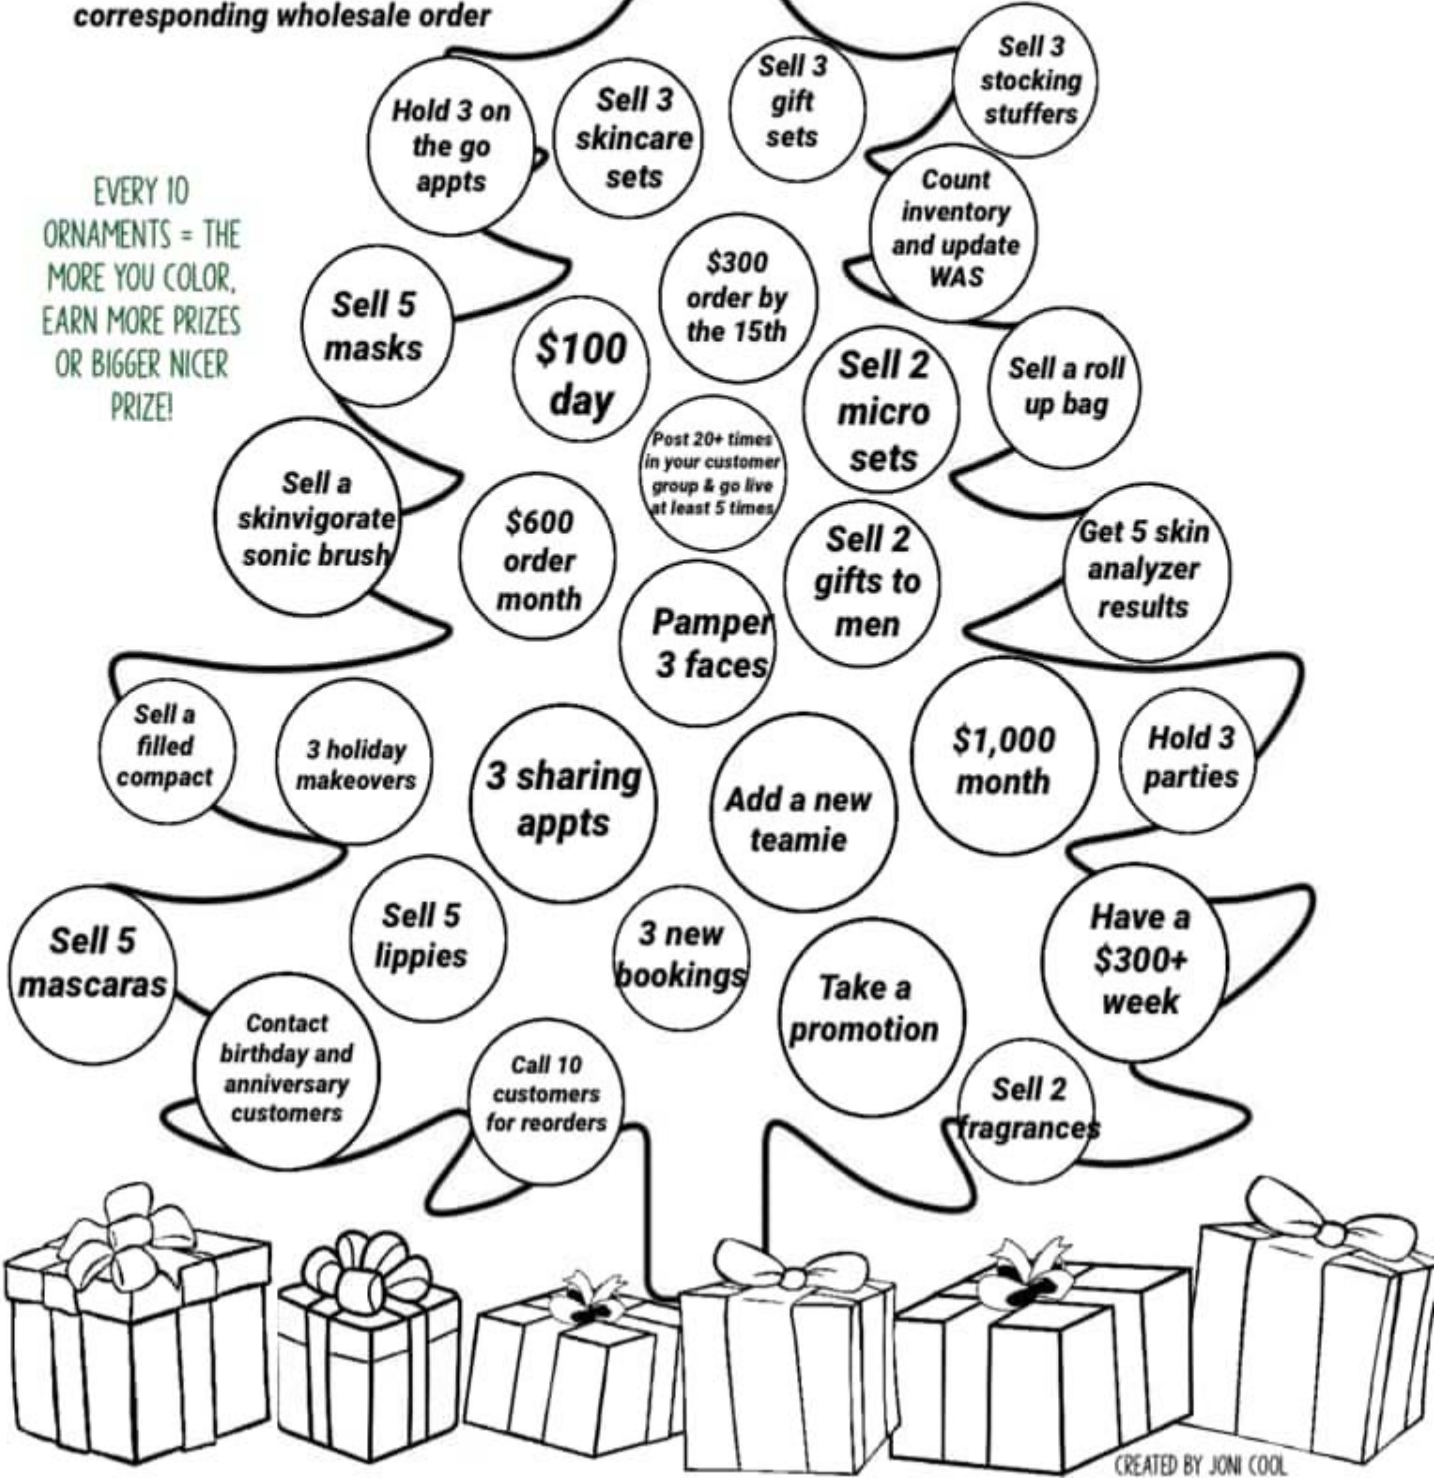 corresponding wholesale order
Sell 3
stocking
stuffers
Sell 3
gift
sets
Sell 3
skincare
sets
Hold 3 on
the go
appts
Count
inventory
and update
WAS
EVERY 10
ORNAMENTS = THE
MORE YOU COLOR,
EARN MORE PRIZES
OR BIGGER NICER
PRIZE!
$300
order by
the 15th
Sell 5
masks
$100
day
Sell 2
micro
sets
Sell a roll
up bag
Post 20+ times
in your customer
group & go live
at least 5 times
Sell a
skinvigorate
sonic brush
$600
order
month
Sell 2
gifts to
men
Get 5 skin
analyzer
results
Pamper
3 faces
Sell a
filled
compact
3 holiday
makeovers
3 sharing
appts
Add a new
teamie
$1,000
month
Hold 3
parties
Sell 5
mascaras
Sell 5
lippies
3 new
bookings
Take a
promotion
Have a
$300+
week
Contact
birthday and
anniversary
customers
Call 10
customers
for reorders
Sell 2
fragrances
CREATED BY JONI COOL